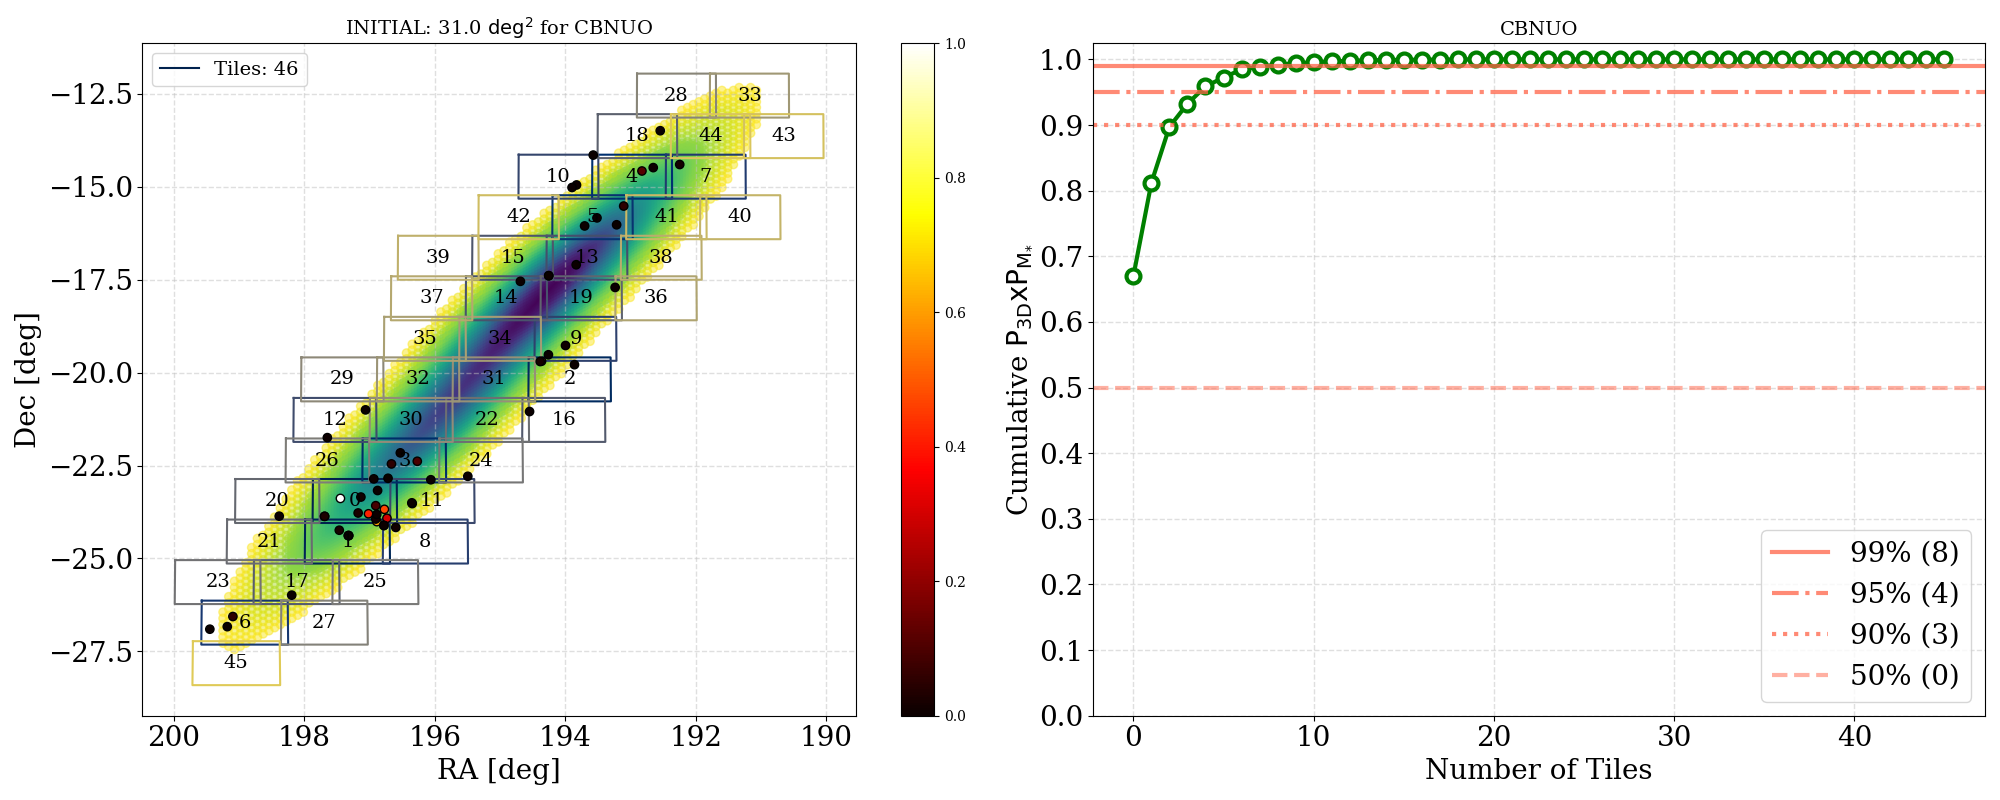 INITIAL: 31.0 deg² for CBNUO
Tiles: 46
Dec [deg]
−12.5
−15.0
−17.5
−20.0
−22.5
−25.0
−27.5
28 33
18 44 43
10 4 7
42 5 41 40
39 15 13 38
37 14 19 36
35 34 9
29 32 31 2
12 30 22 16
26 3 24
20 0 11
21 1 8
23 17 25
6 27
45
200 198 196 194 192 190
RA [deg]
1.0
0.8
0.6
0.4
0.2
0.0
CBNUO
Cumulative P3DxPM*
1.0
0.9
0.8
0.7
0.6
0.5
0.4
0.3
0.2
0.1
0.0
99% (8)
95% (4)
90% (3)
50% (0)
0 10 20 30 40
Number of Tiles